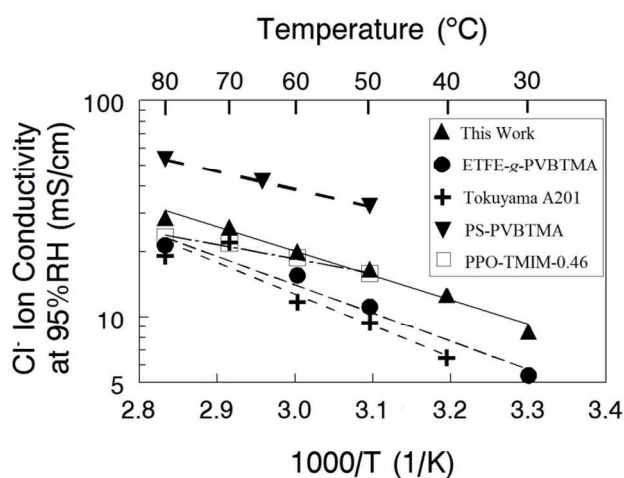 Temperature (°C)
80 70 60 50 40 30
100
10
5
Cl⁻ Ion Conductivity
at 95%RH (mS/cm)
This Work
ETFE-g-PVBTMA
Tokuyama A201
PS-PVBTMA
PPO-TMIM-0.46
2.8 2.9 3.0 3.1 3.2 3.3 3.4
1000/T (1/K)